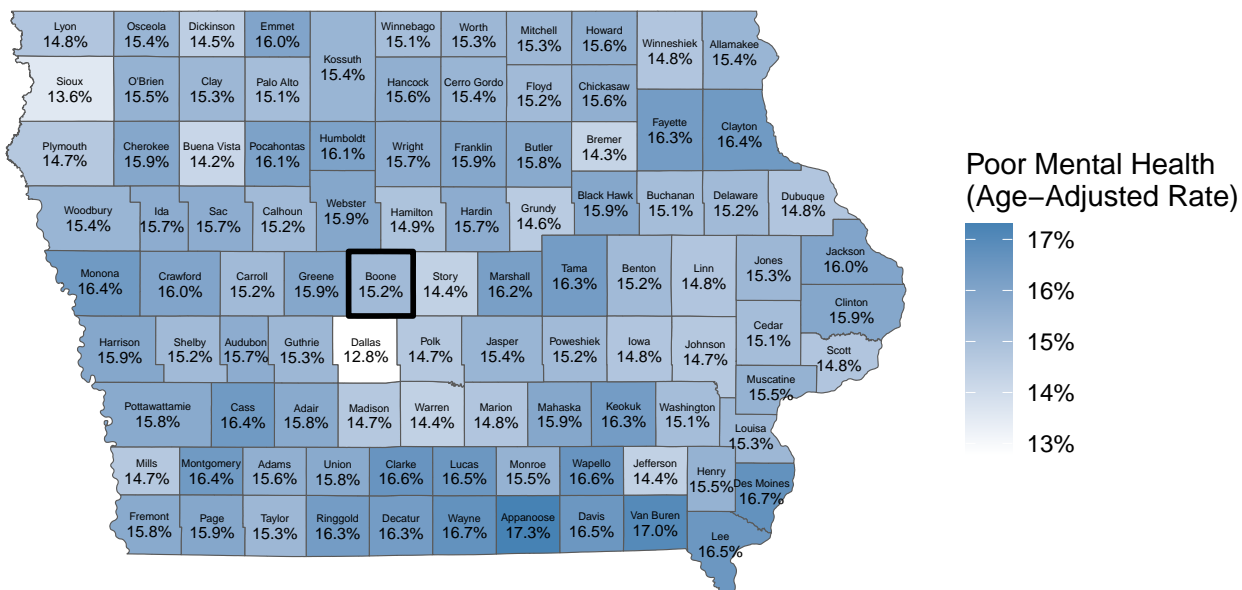 Lyon
14.8%
Osceola
15.4%
Dickinson
14.5%
Emmet
16.0%
Kossuth
15.4%
Winnebago
15.1%
Worth
15.3%
Mitchell
15.3%
Howard
15.6%
Winneshiek
14.8%
Allamakee
15.4%
Sioux
13.6%
O'Brien
15.5%
Clay
15.3%
Palo Alto
15.1%
Hancock
15.6%
Cerro Gordo
15.4%
Floyd
15.2%
Chickasaw
15.6%
Fayette
16.3%
Clayton
16.4%
Plymouth
14.7%
Cherokee
15.9%
Buena Vista
14.2%
Pocahontas
16.1%
Humboldt
16.1%
Wright
15.7%
Franklin
15.9%
Butler
15.8%
Bremer
14.3%
Woodbury
15.4%
Ida
15.7%
Sac
15.7%
Calhoun
15.2%
Webster
15.9%
Hamilton
14.9%
Hardin
15.7%
Grundy
14.6%
Black Hawk
15.9%
Buchanan
15.1%
Delaware
15.2%
Dubuque
14.8%
Monona
16.4%
Crawford
16.0%
Carroll
15.2%
Greene
15.9%
Boone
15.2%
Story
14.4%
Marshall
16.2%
Tama
16.3%
Benton
15.2%
Linn
14.8%
Jones
15.3%
Jackson
16.0%
Clinton
15.9%
Harrison
15.9%
Shelby
15.2%
Audubon
15.7%
Guthrie
15.3%
Dallas
12.8%
Polk
14.7%
Jasper
15.4%
Poweshiek
15.2%
Iowa
14.8%
Johnson
14.7%
Cedar
15.1%
Scott
14.8%
Muscatine
15.5%
Pottawattamie
15.8%
Cass
16.4%
Adair
15.8%
Madison
14.7%
Warren
14.4%
Marion
14.8%
Mahaska
15.9%
Keokuk
16.3%
Washington
15.1%
Louisa
15.3%
Mills
14.7%
Montgomery
16.4%
Adams
15.6%
Union
15.8%
Clarke
16.6%
Lucas
16.5%
Monroe
15.5%
Wapello
16.6%
Jefferson
14.4%
Henry
15.5%
Des Moines
16.7%
Fremont
15.8%
Page
15.9%
Taylor
15.3%
Ringgold
16.3%
Decatur
16.3%
Wayne
16.7%
Appanoose
17.3%
Davis
16.5%
Van Buren
17.0%
Lee
16.5%
Poor Mental Health
(Age−Adjusted Rate)
17%
16%
15%
14%
13%